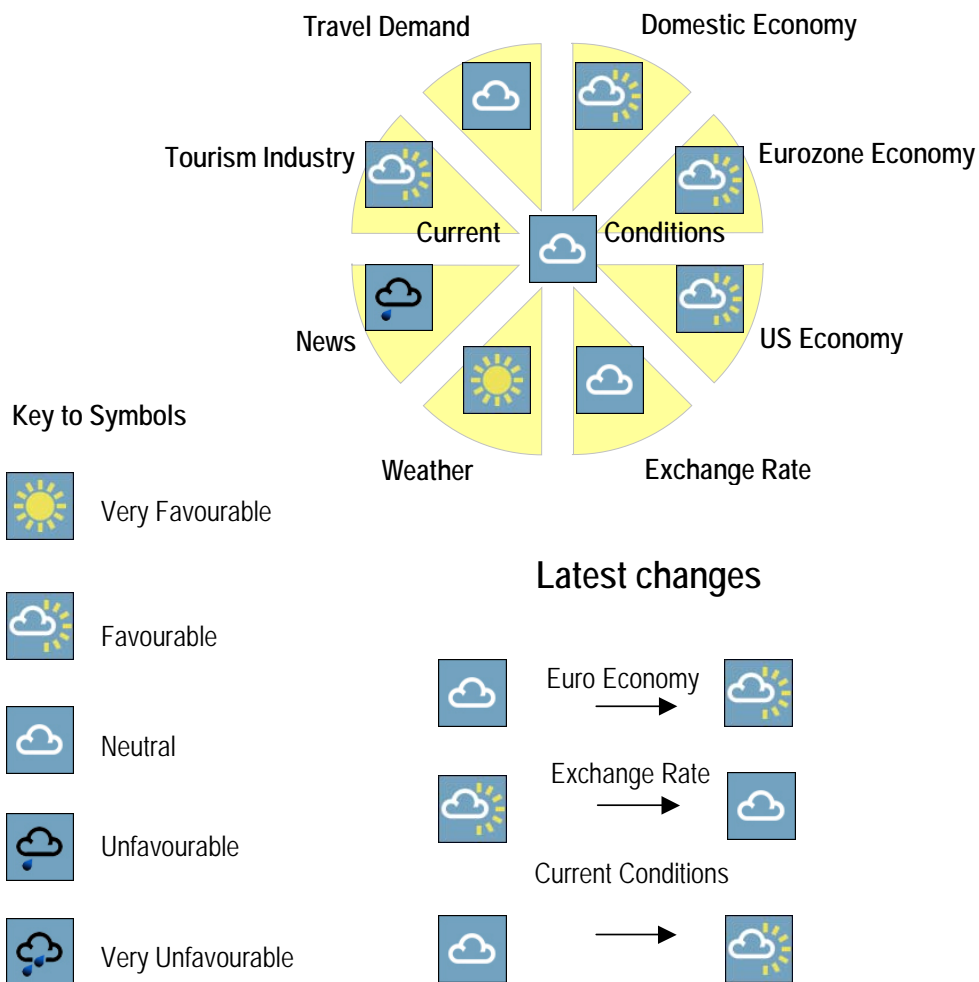 Travel Demand
Domestic Economy
Tourism Industry
Eurozone Economy
Current
Conditions
News
US Economy
Key to Symbols
Weather
Exchange Rate
Very Favourable
Latest changes
Favourable
Euro Economy
Neutral
Exchange Rate
Unfavourable
Current Conditions
Very Unfavourable